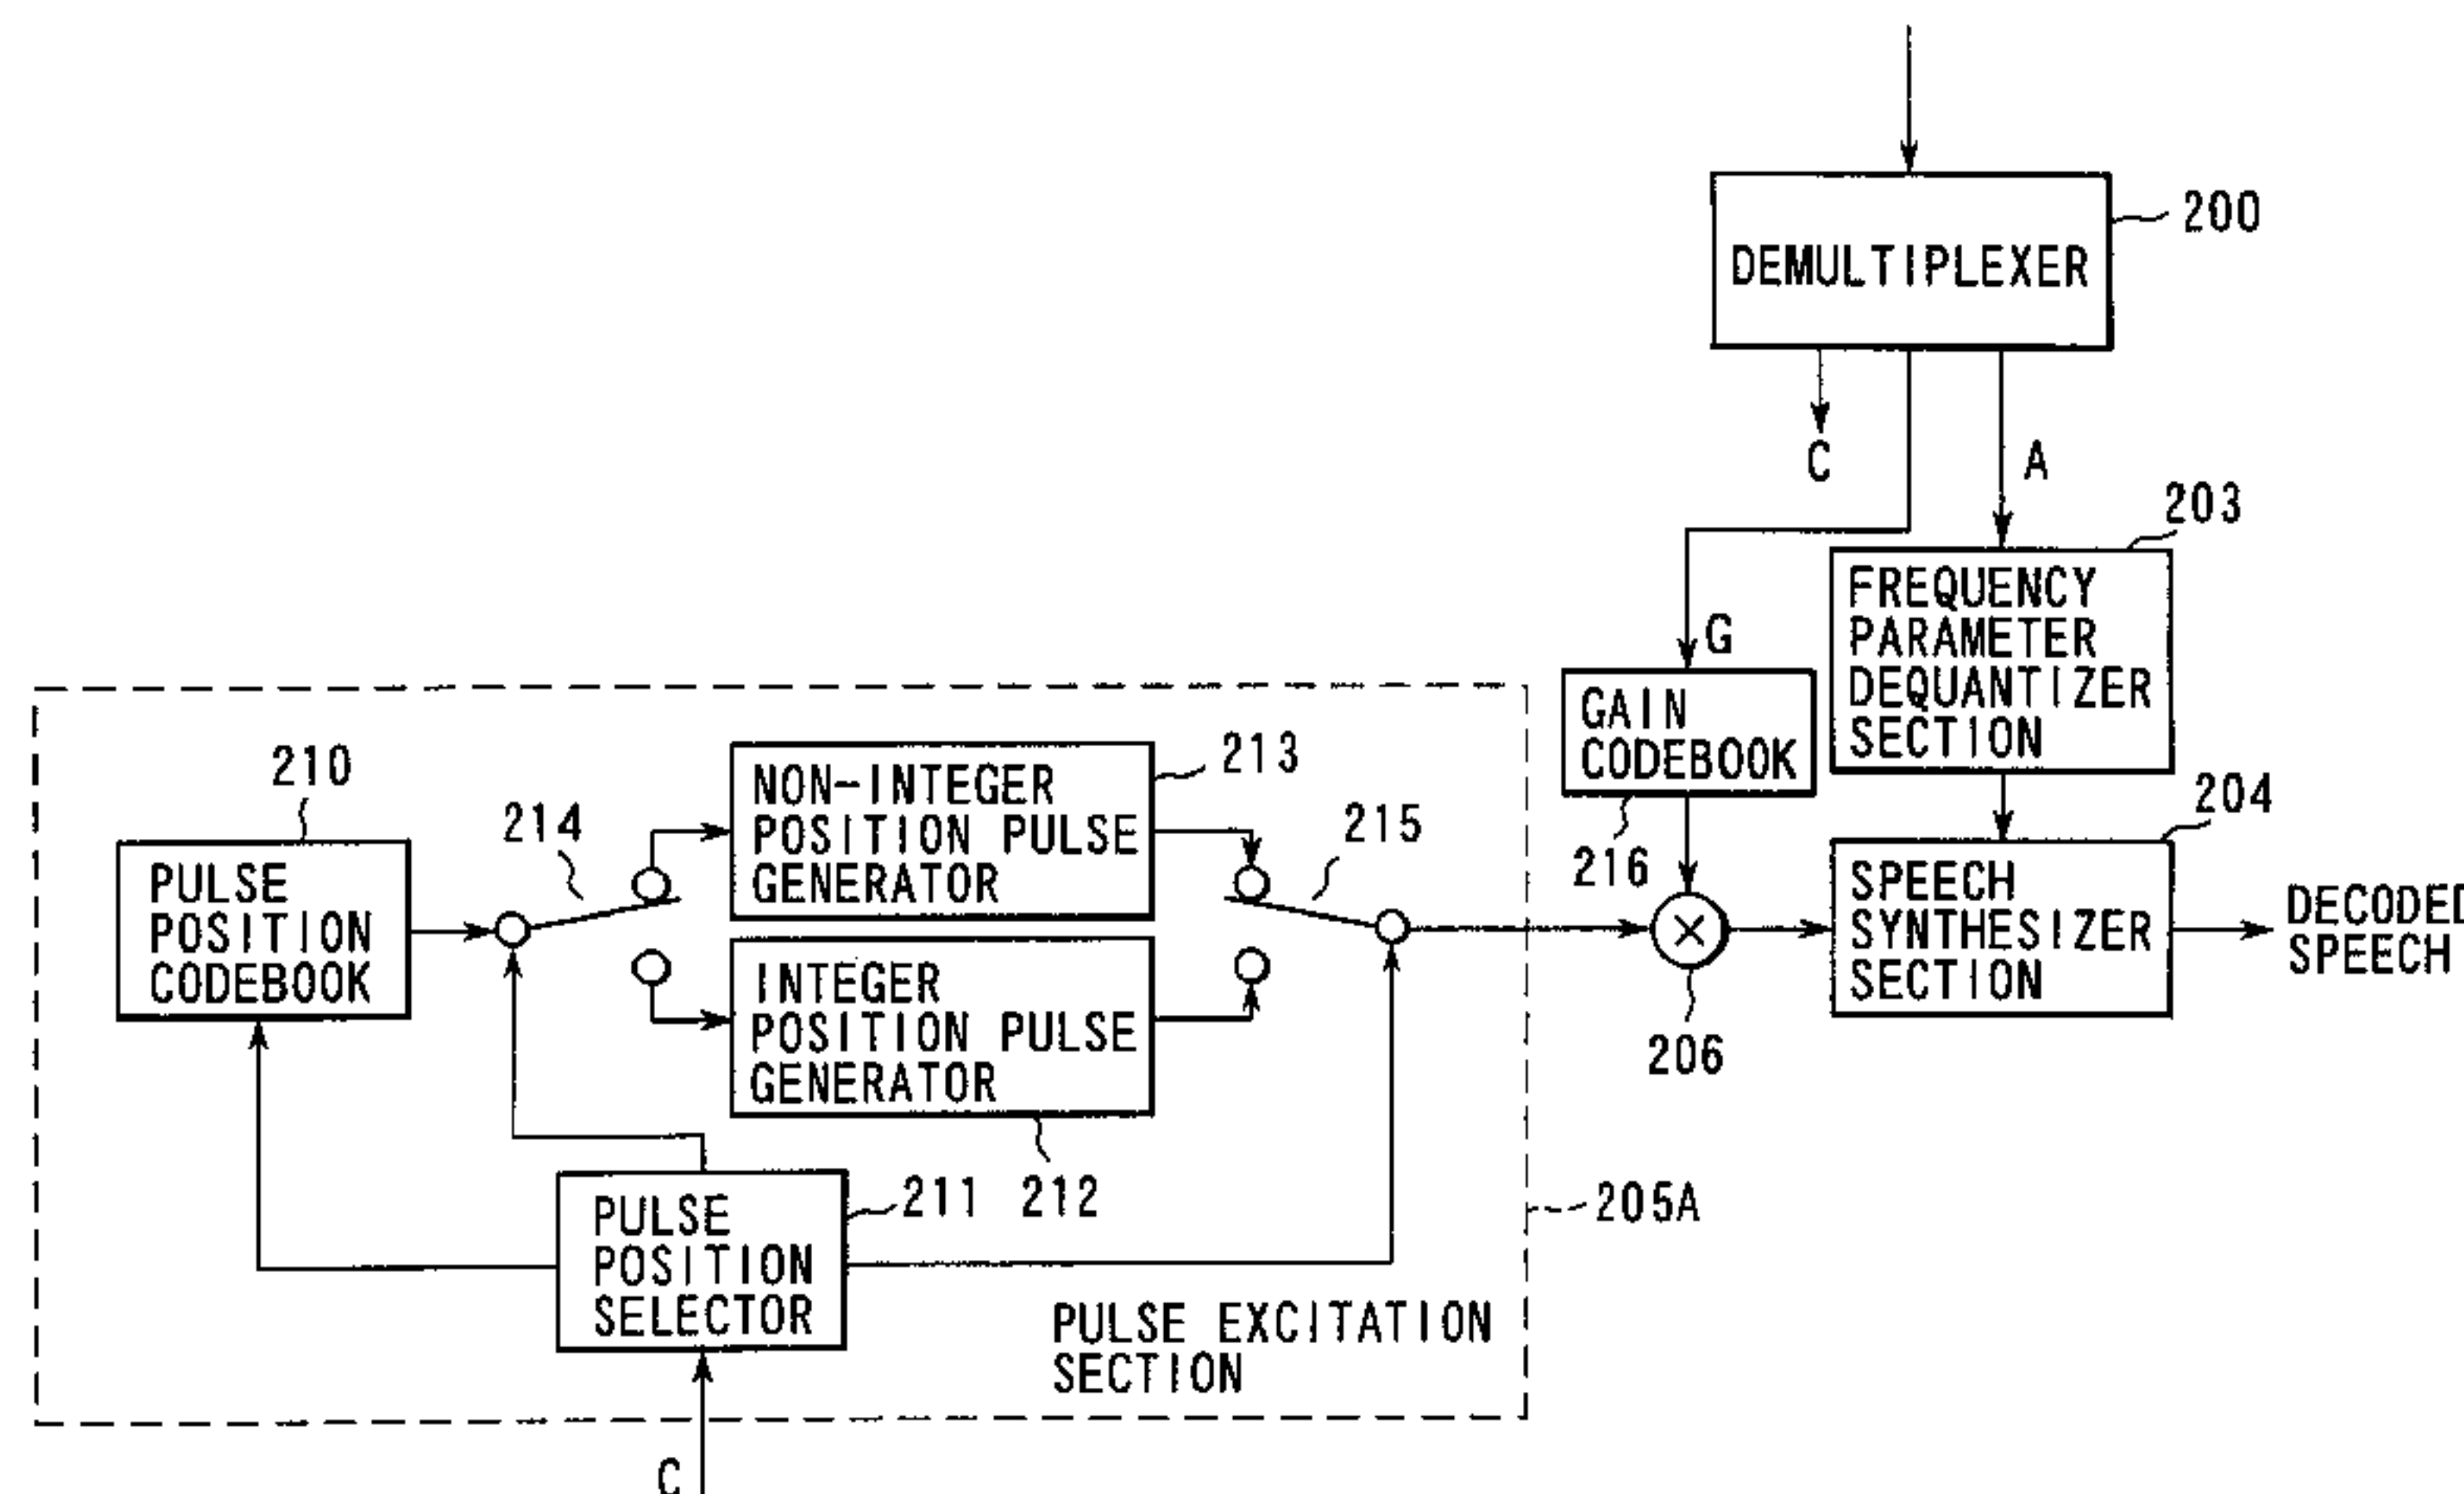 200
DEMULTIPLEXER
C
A
203
FREQUENCY
PARAMETER
DEQUANTIZER
SECTION
G
GAIN
CODEBOOK
216
204
SPEECH
SYNTHESIZER
SECTION
DECODED
SPEECH
206
210
PULSE
POSITION
CODEBOOK
214
NON-INTEGER
POSITION PULSE
GENERATOR
213
215
INTEGER
POSITION PULSE
GENERATOR
212
211
PULSE
POSITION
SELECTOR
205A
PULSE EXCITATION
SECTION
C